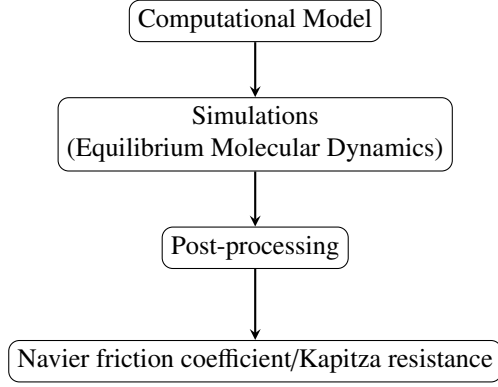 Computational Model
Simulations
(Equilibrium Molecular Dynamics)
Post-processing
Navier friction coefficient/Kapitza resistance